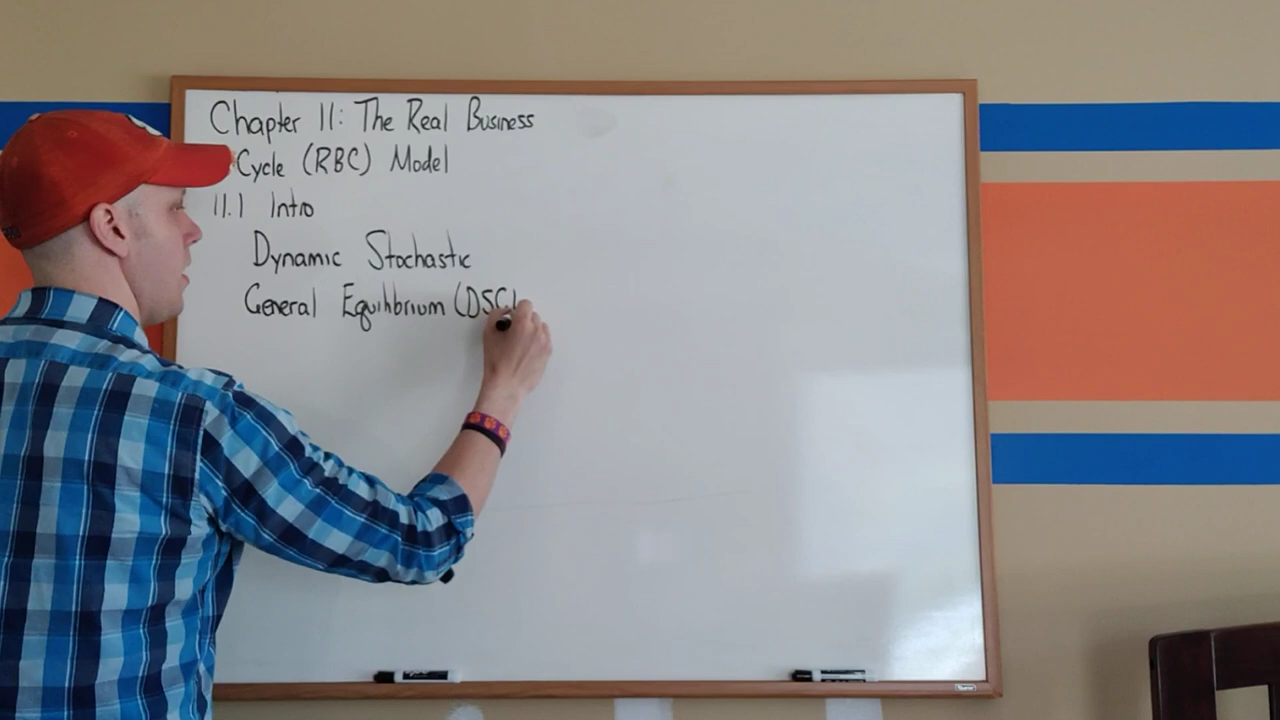 Chapter 11: The Real Business
Cycle (RBC) Model
11.1 Intro
Dynamic Stochastic
General Equilibrium (DSG